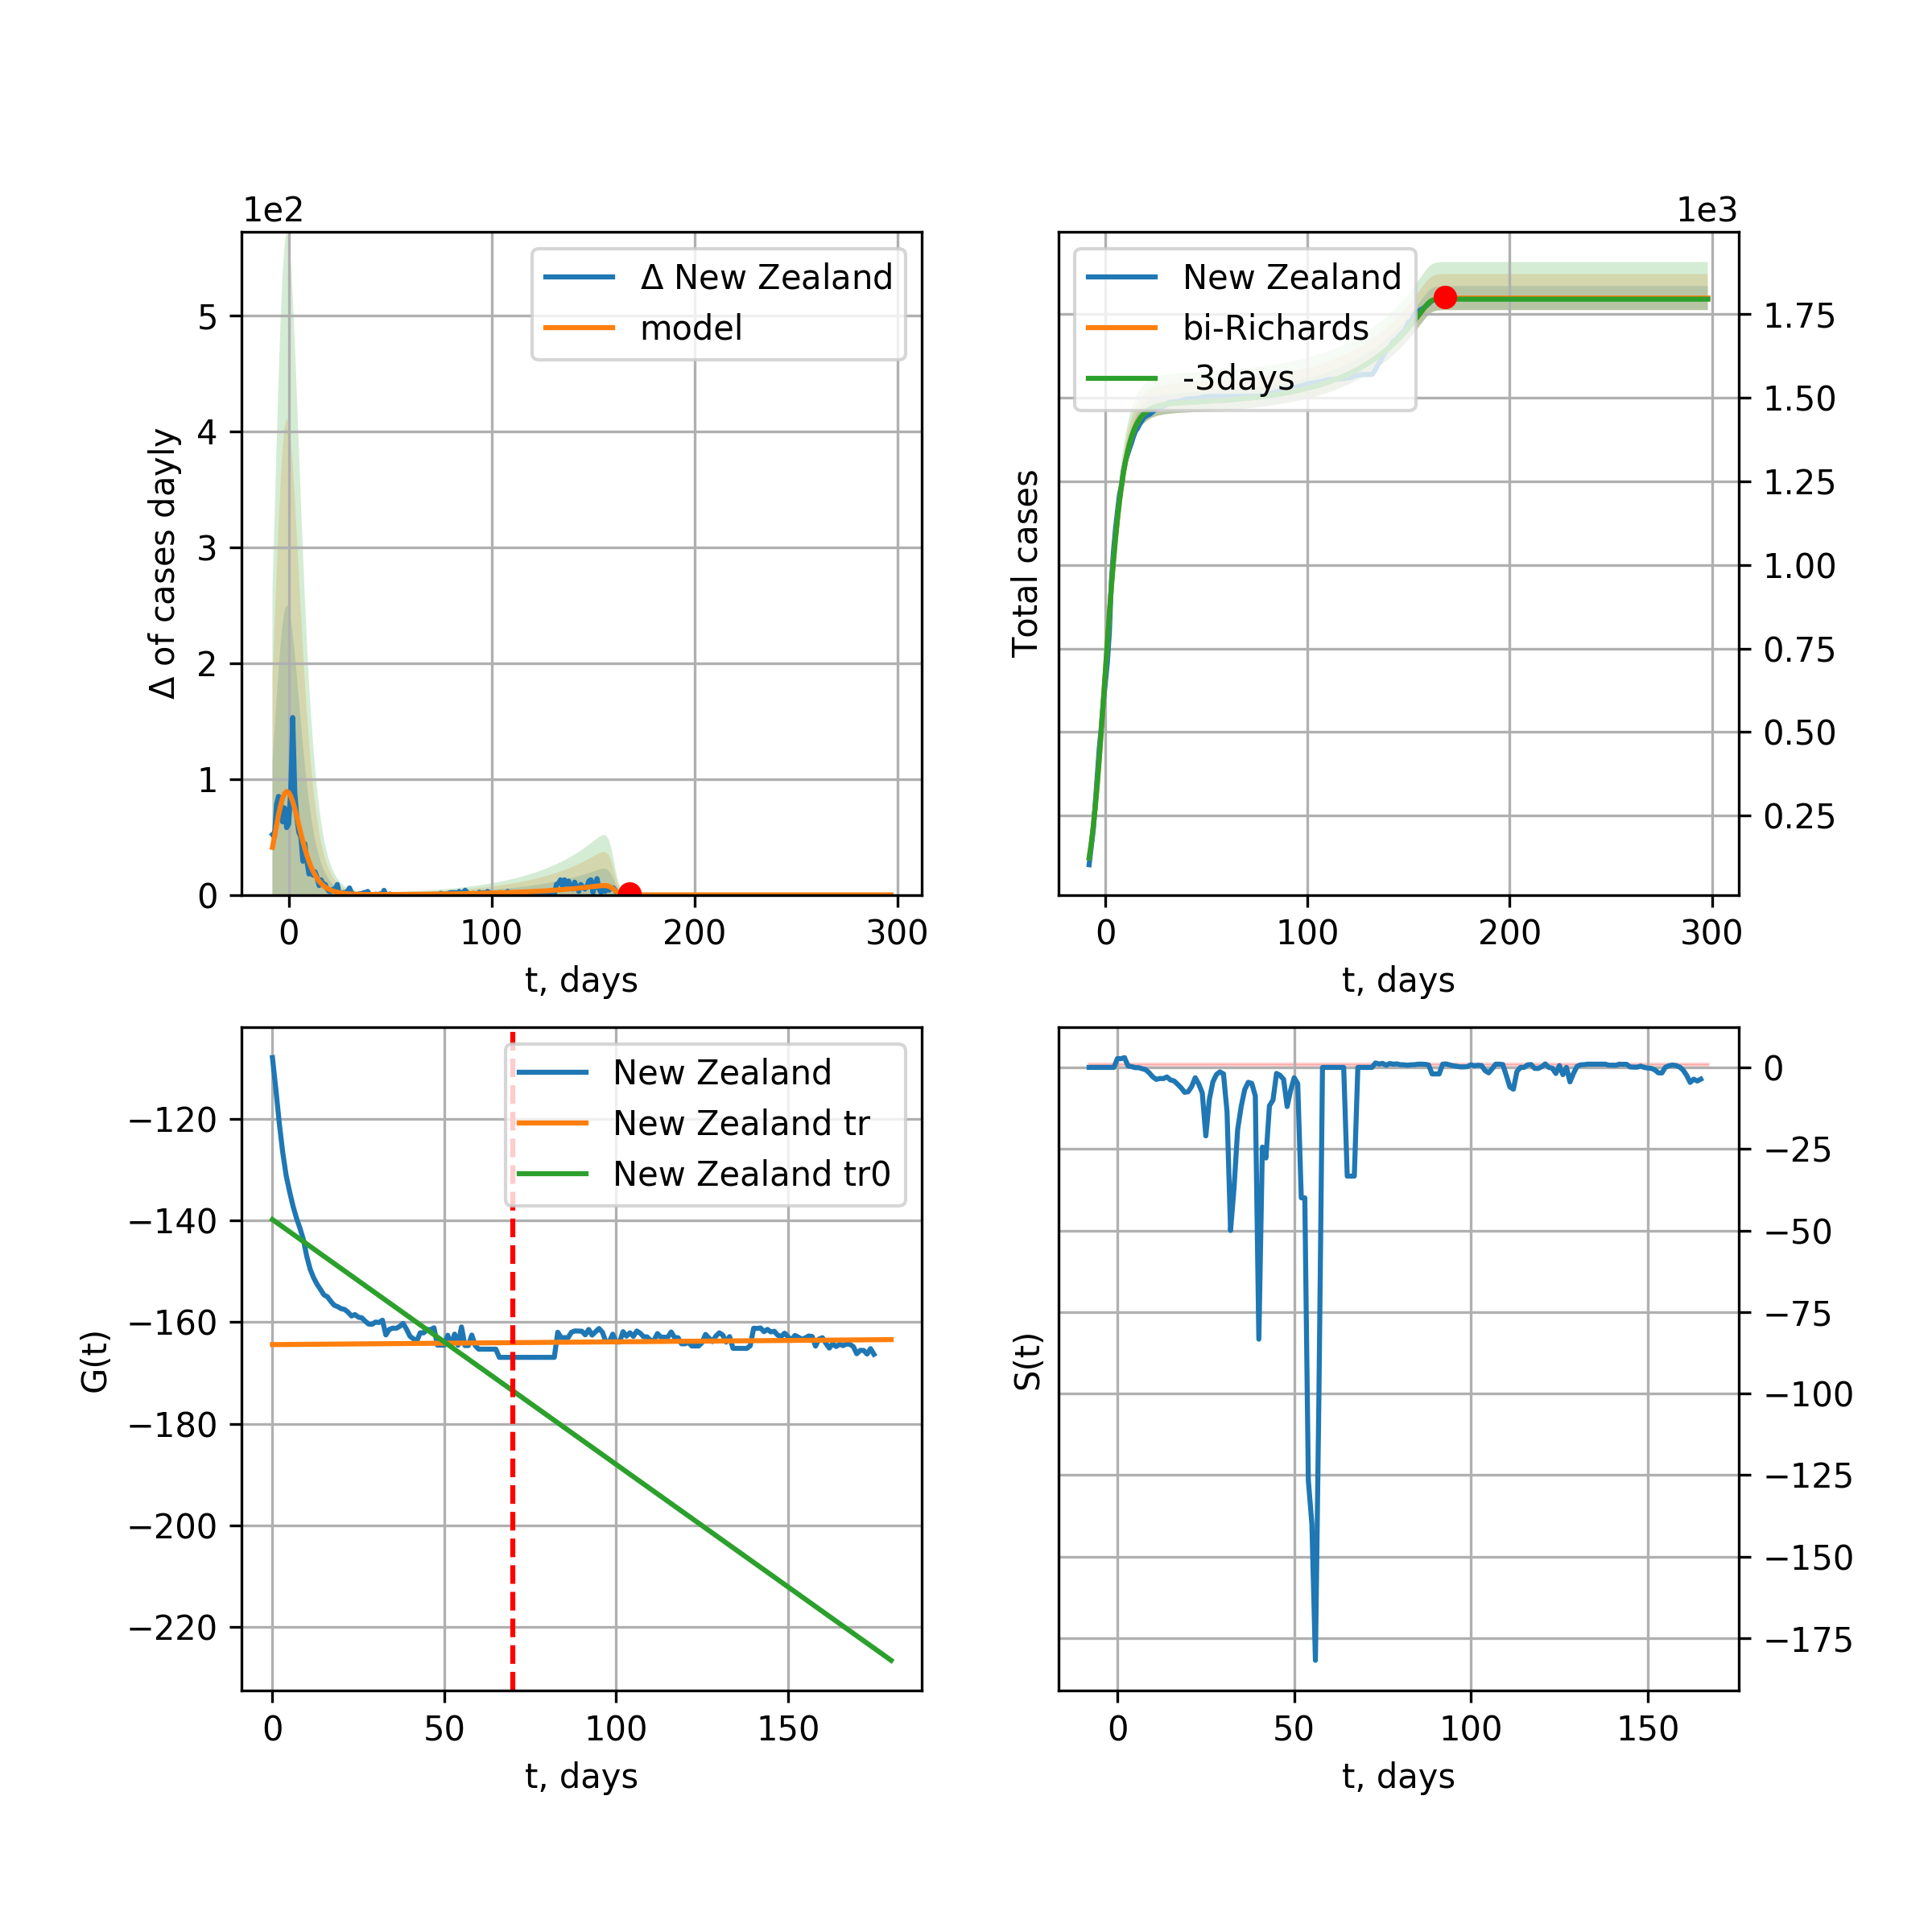 1e2
Δ of cases dayly
5
4
3
2
1
0
Δ New Zealand
model
0 100 200 300
t, days
1e3
Total cases
New Zealand
bi-Richards
-3days
1.75
1.50
1.25
1.00
0.75
0.50
0.25
0 100 200 300
t, days
G(t)
−120
−140
−160
−180
−200
−220
New Zealand
New Zealand tr
New Zealand tr0
0 50 100 150
t, days
S(t)
0
−25
−50
−75
−100
−125
−150
−175
0 50 100 150
t, days